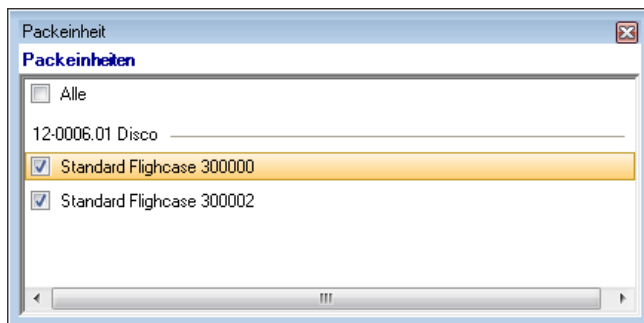 Packeinheit
Packeinheiten
Alle
12-0006.01 Disco
Standard Flighcase 300000
Standard Flighcase 300002